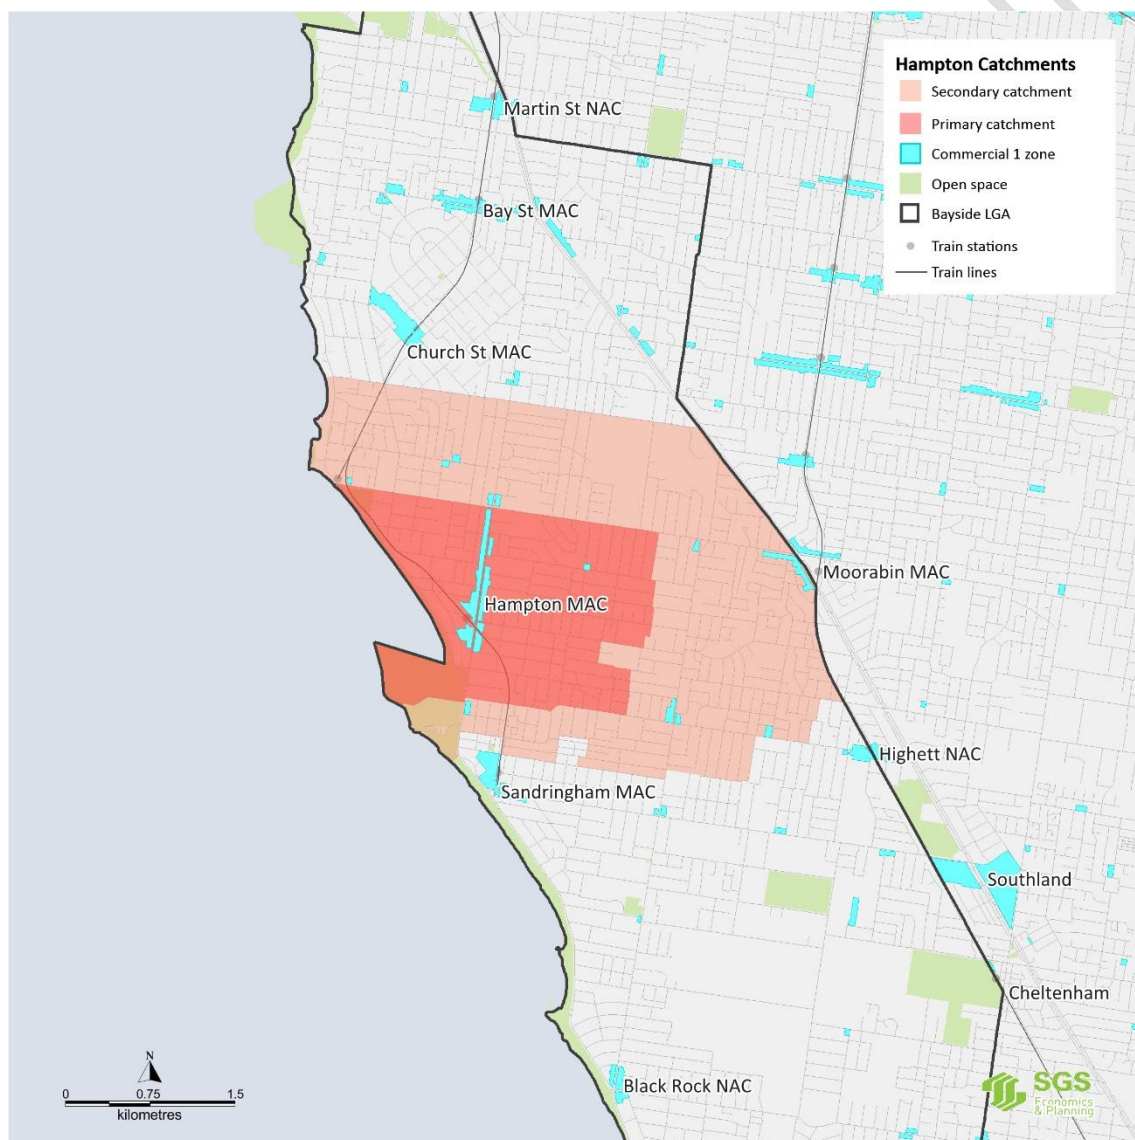 Hampton Catchments
Secondary catchment
Primary catchment
Commercial 1 zone
Open space
Bayside LGA
Train stations
Train lines
Martin St NAC
Bay St MAC
Church St MAC
Moorabin MAC
Hampton MAC
Highett NAC
Sandringham MAC
Southland
Cheltenham
Black Rock NAC
N
0 0.75 1.5
kilometres
SGS
Economics
& Planning